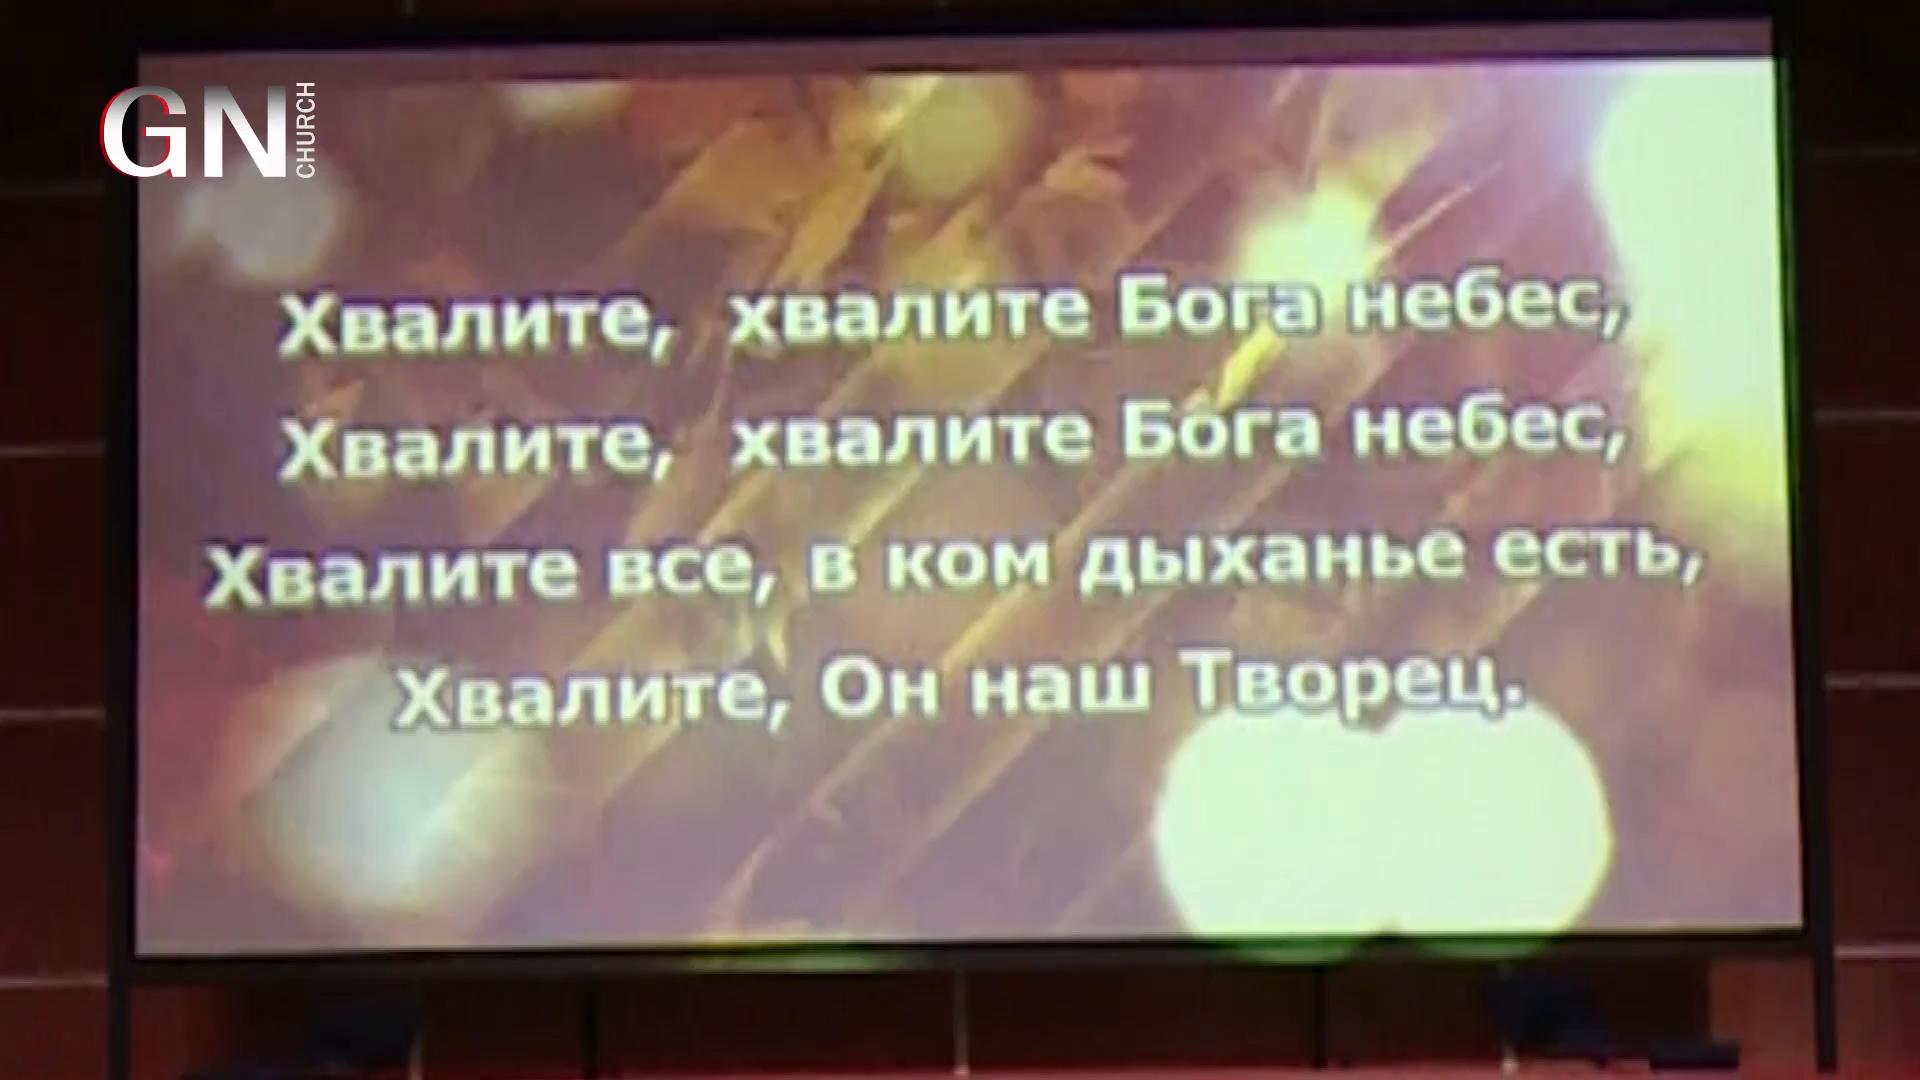 GN CHURCH
Хвалите, хвалите Бога небес,
Хвалите, хвалите Бога небес,
Хвалите все, в ком дыханье есть,
Хвалите, Он наш Творец.